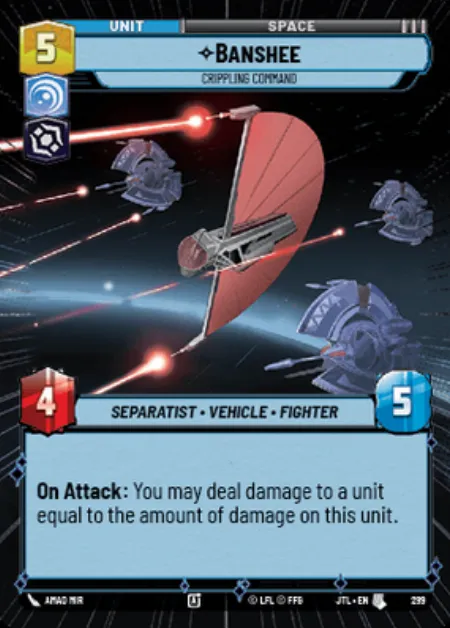 UNIT
SPACE
5
BANSHEE
CRIPPLING COMMAND
4
SEPARATIST • VEHICLE • FIGHTER
5
On Attack: You may deal damage to a unit
equal to the amount of damage on this unit.
AMAD MIR
© LFL © FFG
JTL • EN
299